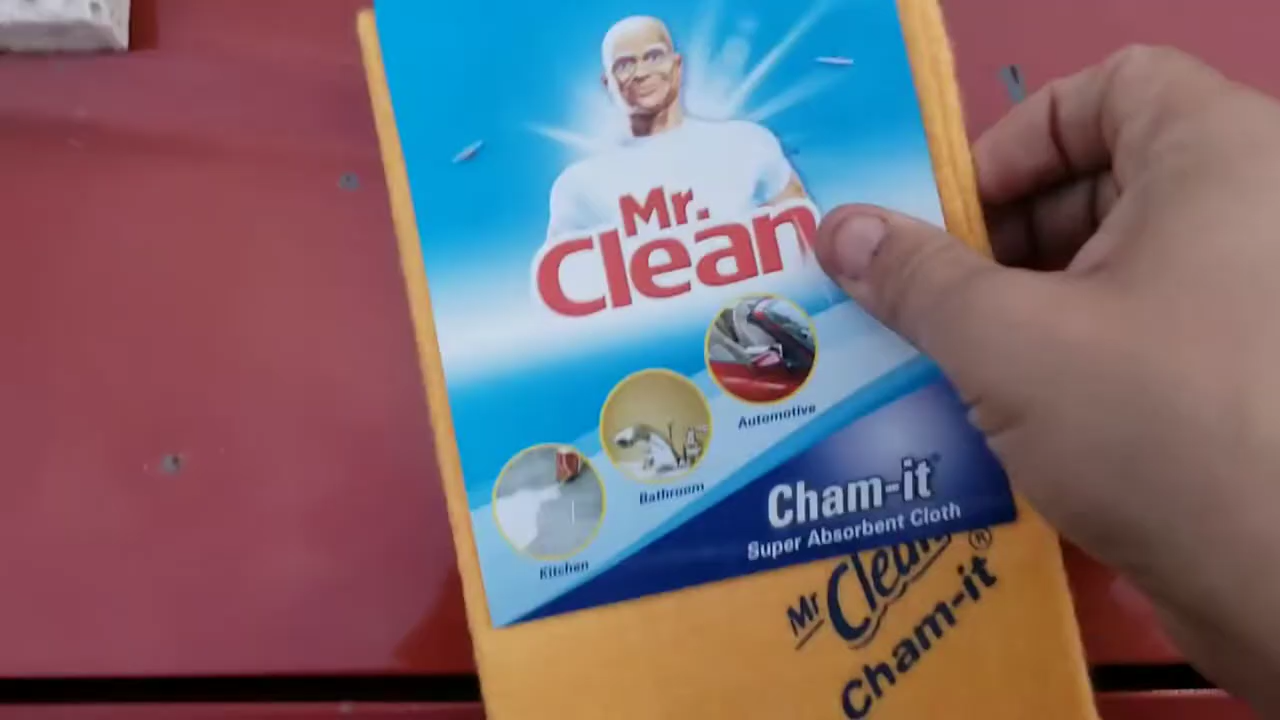 Mr.
Clean
Automotive
Bathroom
Kitchen
Cham-it®
Super Absorbent Cloth
Mr Clean ®
cham-it